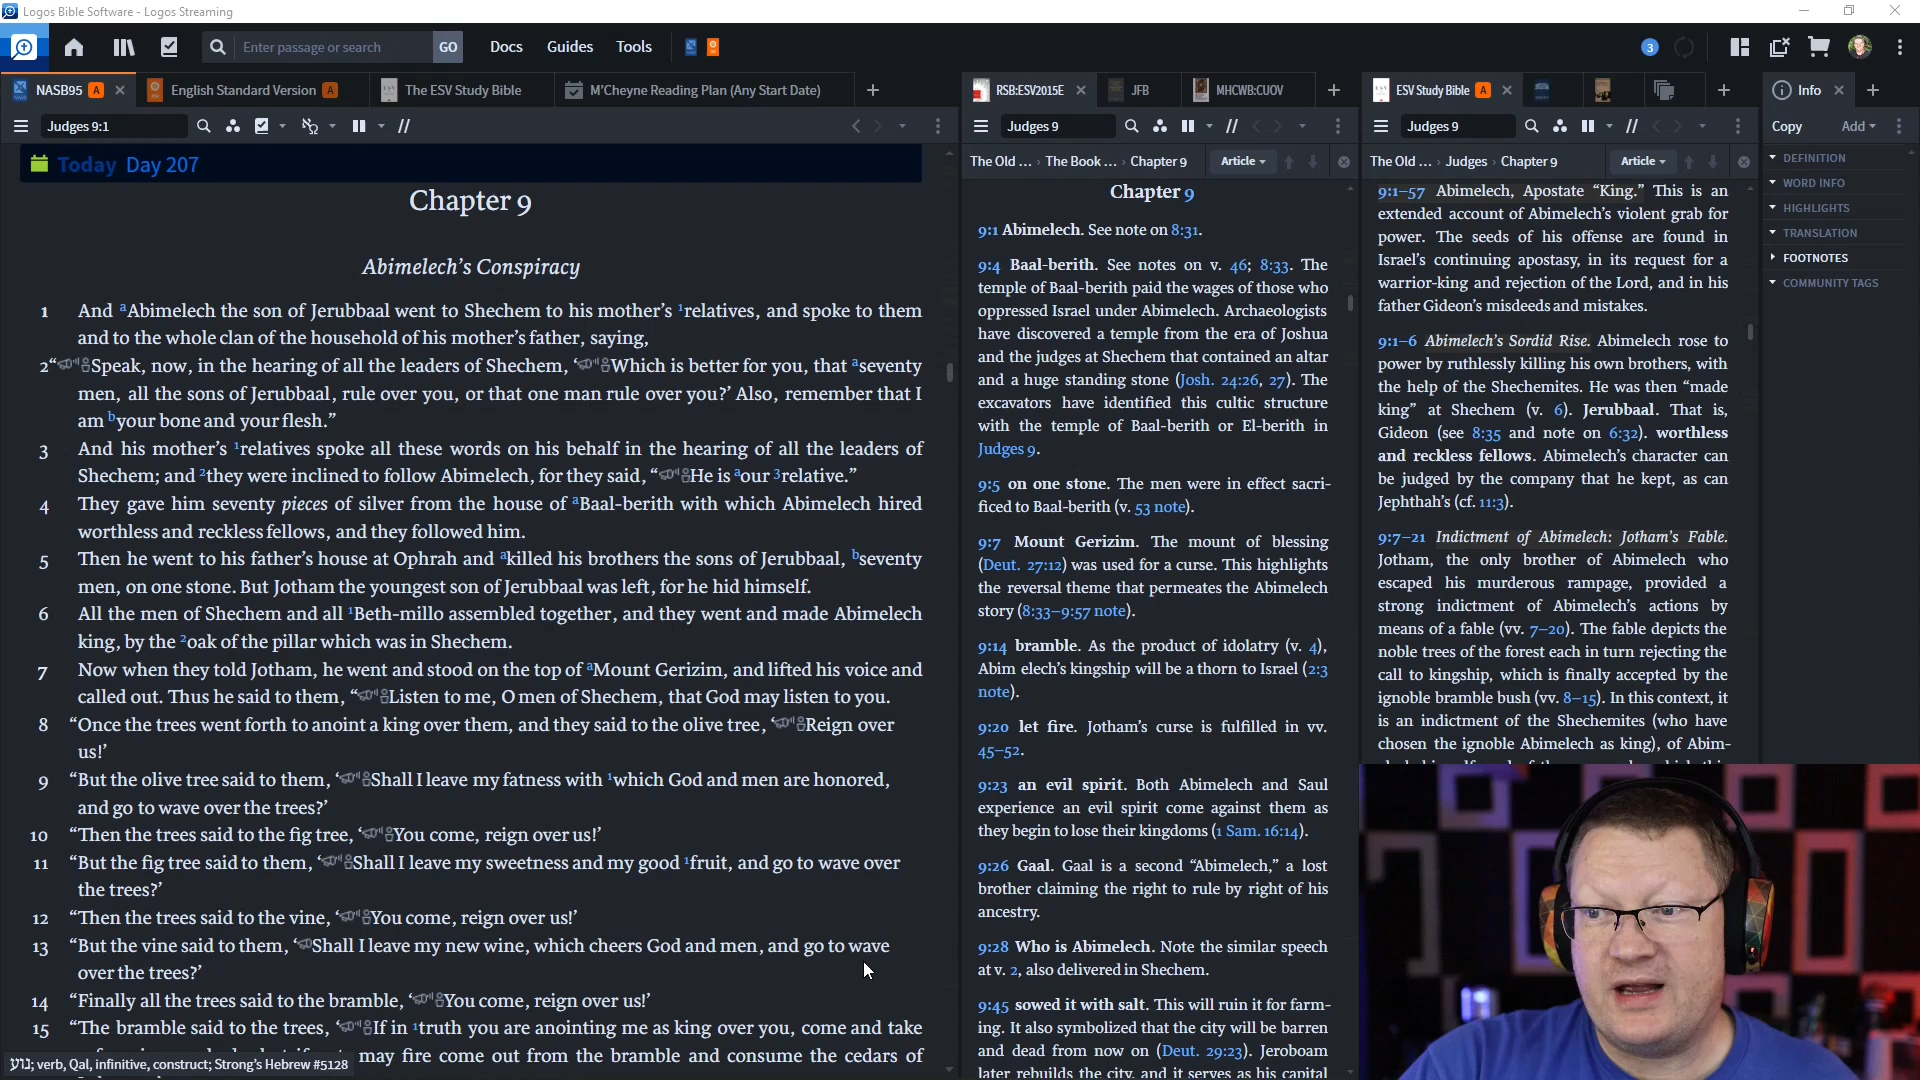 Logos Bible Software - Logos Streaming
Enter passage or search
GO
Docs
Guides
Tools
3
NASB95
A
English Standard Version
A
The ESV Study Bible
M'Cheyne Reading Plan (Any Start Date)
RSB:ESV2015E
JFB
MHCWB:CUOV
ESV Study Bible
A
Info
Judges 9:1
Judges 9
Judges 9
Copy
Add
Today Day 207
Chapter 9
Abimelech's Conspiracy
1 And aAbimelech the son of Jerubbaal went to Shechem to his mother's 1relatives, and spoke to them
and to the whole clan of the household of his mother's father, saying,
2 “Speak, now, in the hearing of all the leaders of Shechem, ‘Which is better for you, that aseventy
men, all the sons of Jerubbaal, rule over you, or that one man rule over you?’ Also, remember that I
am byour bone and your flesh.”
3 And his mother's 1relatives spoke all these words on his behalf in the hearing of all the leaders of
Shechem; and 2they were inclined to follow Abimelech, for they said, “He is aour 3relative.”
4 They gave him seventy pieces of silver from the house of aBaal-berith with which Abimelech hired
worthless and reckless fellows, and they followed him.
5 Then he went to his father's house at Ophrah and akilled his brothers the sons of Jerubbaal, bseventy
men, on one stone. But Jotham the youngest son of Jerubbaal was left, for he hid himself.
6 All the men of Shechem and all 1Beth-millo assembled together, and they went and made Abimelech
king, by the 2oak of the pillar which was in Shechem.
7 Now when they told Jotham, he went and stood on the top of aMount Gerizim, and lifted his voice and
called out. Thus he said to them, “Listen to me, O men of Shechem, that God may listen to you.
8 “Once the trees went forth to anoint a king over them, and they said to the olive tree, ‘Reign over
us!’
9 “But the olive tree said to them, ‘Shall I leave my fatness with 1which God and men are honored,
and go to wave over the trees?’
10 “Then the trees said to the fig tree, ‘You come, reign over us!’
11 “But the fig tree said to them, ‘Shall I leave my sweetness and my good 1fruit, and go to wave over
the trees?’
12 “Then the trees said to the vine, ‘You come, reign over us!’
13 “But the vine said to them, ‘Shall I leave my new wine, which cheers God and men, and go to wave
over the trees?’
14 “Finally all the trees said to the bramble, ‘You come, reign over us!’
15 “The bramble said to the trees, ‘If in 1truth you are anointing me as king over you, come and take
may fire come out from the bramble and consume the cedars of
נוּעַ; verb, Qal, infinitive, construct; Strong's Hebrew #5128
The Old ... › The Book ... › Chapter 9
Article
Chapter 9
9:1 Abimelech. See note on 8:31.
9:4 Baal-berith. See notes on v. 46; 8:33. The
temple of Baal-berith paid the wages of those who
oppressed Israel under Abimelech. Archaeologists
have discovered a temple from the era of Joshua
and the judges at Shechem that contained an altar
and a huge standing stone (Josh. 24:26, 27). The
excavators have identified this cultic structure
with the temple of Baal-berith or El-berith in
Judges 9.
9:5 on one stone. The men were in effect sacri-
ficed to Baal-berith (v. 53 note).
9:7 Mount Gerizim. The mount of blessing
(Deut. 27:12) was used for a curse. This highlights
the reversal theme that permeates the Abimelech
story (8:33–9:57 note).
9:14 bramble. As the product of idolatry (v. 4),
Abim elech's kingship will be a thorn to Israel (2:3
note).
9:20 let fire. Jotham's curse is fulfilled in vv.
45–52.
9:23 an evil spirit. Both Abimelech and Saul
experience an evil spirit come against them as
they begin to lose their kingdoms (1 Sam. 16:14).
9:26 Gaal. Gaal is a second “Abimelech,” a lost
brother claiming the right to rule by right of his
ancestry.
9:28 Who is Abimelech. Note the similar speech
at v. 2, also delivered in Shechem.
9:45 sowed it with salt. This will ruin it for farm-
ing. It also symbolized that the city will be barren
and dead from now on (Deut. 29:23). Jeroboam
later rebuilds the city, and it serves as his capital
The Old ... › Judges › Chapter 9
Article
9:1–57 Abimelech, Apostate “King.” This is an
extended account of Abimelech's violent grab for
power. The seeds of his offense are found in
Israel's continuing apostasy, in its request for a
warrior-king and rejection of the Lord, and in his
father Gideon's misdeeds and mistakes.
9:1–6 Abimelech's Sordid Rise. Abimelech rose to
power by ruthlessly killing his own brothers, with
the help of the Shechemites. He was then “made
king” at Shechem (v. 6). Jerubbaal. That is,
Gideon (see 8:35 and note on 6:32). worthless
and reckless fellows. Abimelech's character can
be judged by the company that he kept, as can
Jephthah's (cf. 11:3).
9:7–21 Indictment of Abimelech: Jotham's Fable.
Jotham, the only brother of Abimelech who
escaped his murderous rampage, provided a
strong indictment of Abimelech's actions by
means of a fable (vv. 7–20). The fable depicts the
noble trees of the forest each in turn rejecting the
call to kingship, which is finally accepted by the
ignoble bramble bush (vv. 8–15). In this context, it
is an indictment of the Shechemites (who have
chosen the ignoble Abimelech as king), of Abim-
DEFINITION
WORD INFO
HIGHLIGHTS
TRANSLATION
FOOTNOTES
COMMUNITY TAGS